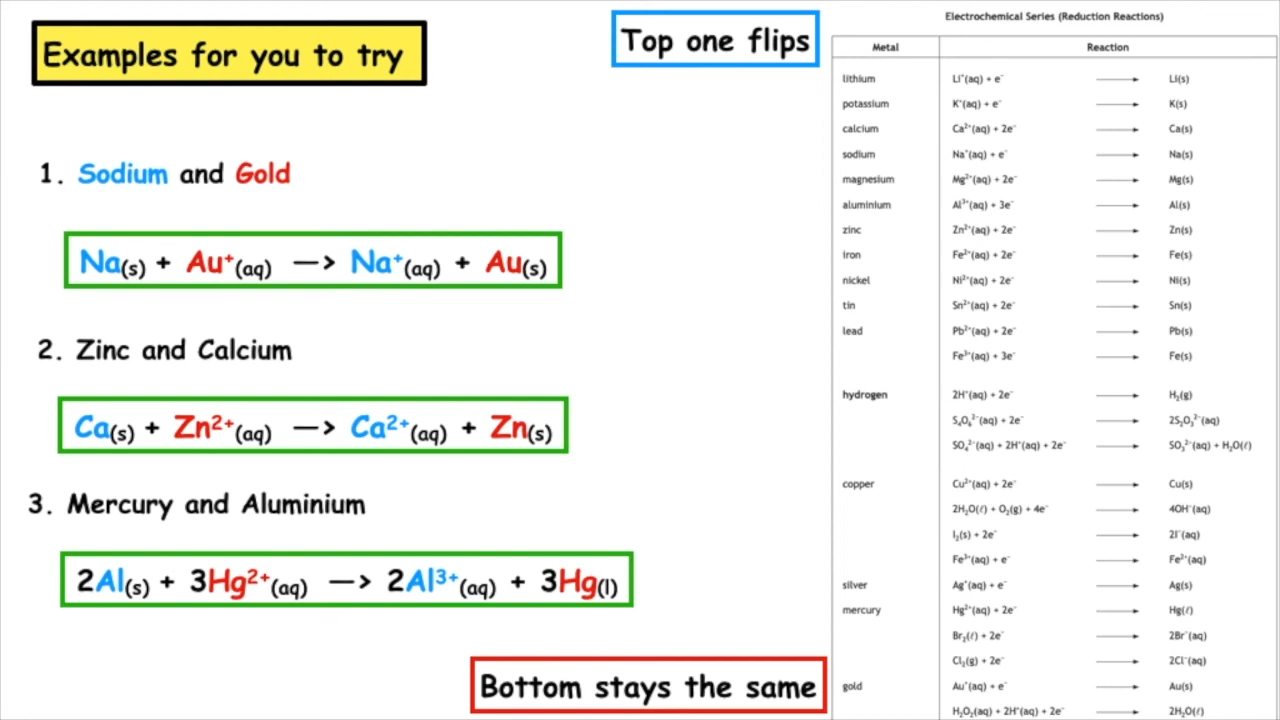 Examples for you to try
Top one flips
1. Sodium and Gold
Na(s) + Au⁺(aq) —> Na⁺(aq) + Au(s)
2. Zinc and Calcium
Ca(s) + Zn²⁺(aq) —> Ca²⁺(aq) + Zn(s)
3. Mercury and Aluminium
2Al(s) + 3Hg²⁺(aq) —> 2Al³⁺(aq) + 3Hg(l)
Bottom stays the same
Electrochemical Series (Reduction Reactions)
Metal Reaction
lithium Li⁺(aq) + e⁻ → Li(s)
potassium K⁺(aq) + e⁻ → K(s)
calcium Ca²⁺(aq) + 2e⁻ → Ca(s)
sodium Na⁺(aq) + e⁻ → Na(s)
magnesium Mg²⁺(aq) + 2e⁻ → Mg(s)
aluminium Al³⁺(aq) + 3e⁻ → Al(s)
zinc Zn²⁺(aq) + 2e⁻ → Zn(s)
iron Fe²⁺(aq) + 2e⁻ → Fe(s)
nickel Ni²⁺(aq) + 2e⁻ → Ni(s)
tin Sn²⁺(aq) + 2e⁻ → Sn(s)
lead Pb²⁺(aq) + 2e⁻ → Pb(s)
Fe³⁺(aq) + 3e⁻ → Fe(s)
hydrogen 2H⁺(aq) + 2e⁻ → H₂(g)
S₄O₆²⁻(aq) + 2e⁻ → 2S₂O₃²⁻(aq)
SO₄²⁻(aq) + 2H⁺(aq) + 2e⁻ → SO₃²⁻(aq) + H₂O(ℓ)
copper Cu²⁺(aq) + 2e⁻ → Cu(s)
2H₂O(ℓ) + O₂(g) + 4e⁻ → 4OH⁻(aq)
I₂(s) + 2e⁻ → 2I⁻(aq)
Fe³⁺(aq) + e⁻ → Fe²⁺(aq)
silver Ag⁺(aq) + e⁻ → Ag(s)
mercury Hg²⁺(aq) + 2e⁻ → Hg(ℓ)
Br₂(ℓ) + 2e⁻ → 2Br⁻(aq)
Cl₂(g) + 2e⁻ → 2Cl⁻(aq)
gold Au⁺(aq) + e⁻ → Au(s)
H₂O₂(aq) + 2H⁺(aq) + 2e⁻ → 2H₂O(ℓ)